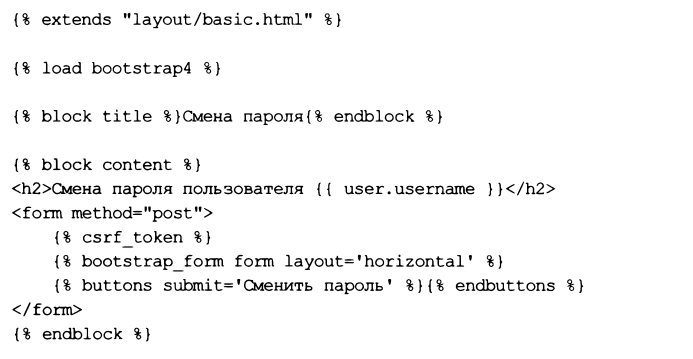 {% extends "layout/basic.html" %}
{% load bootstrap4 %}
{% block title %}Смена пароля{% endblock %}
{% block content %}
<h2>Смена пароля пользователя {{ user.username }}</h2>
<form method="post">
    {% csrf_token %}
    {% bootstrap_form form layout='horizontal' %}
    {% buttons submit='Сменить пароль' %}{% endbuttons %}
</form>
{% endblock %}